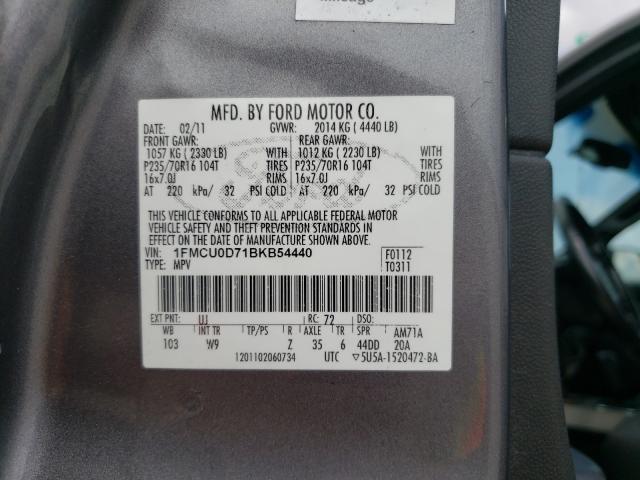 MFD. BY FORD MOTOR CO.
DATE: 02/11 GVWR: 2014 KG ( 4440 LB)
FRONT GAWR: REAR GAWR:
1057 KG ( 2330 LB) WITH 1012 KG ( 2230 LB) WITH
P235/70R16 104T TIRES P235/70R16 104T TIRES
16x7.0J RIMS 16x7.0J RIMS
AT 220 kPa/ 32 PSI COLD AT 220 kPa/ 32 PSI COLD
THIS VEHICLE CONFORMS TO ALL APPLICABLE FEDERAL MOTOR
VEHICLE SAFETY AND THEFT PREVENTION STANDARDS IN
EFFECT ON THE DATE OF MANUFACTURE SHOWN ABOVE.
VIN: 1FMCU0D71BKB54440 F0112
TYPE: MPV T0311
EXT PNT: UJ RC: 72 DSO:
WB INT TR TP/PS R AXLE TR SPR AM71A
103 W9 Z 35 6 44DD 20A
1201102060734 UTC ▽5U5A-1520472-BA